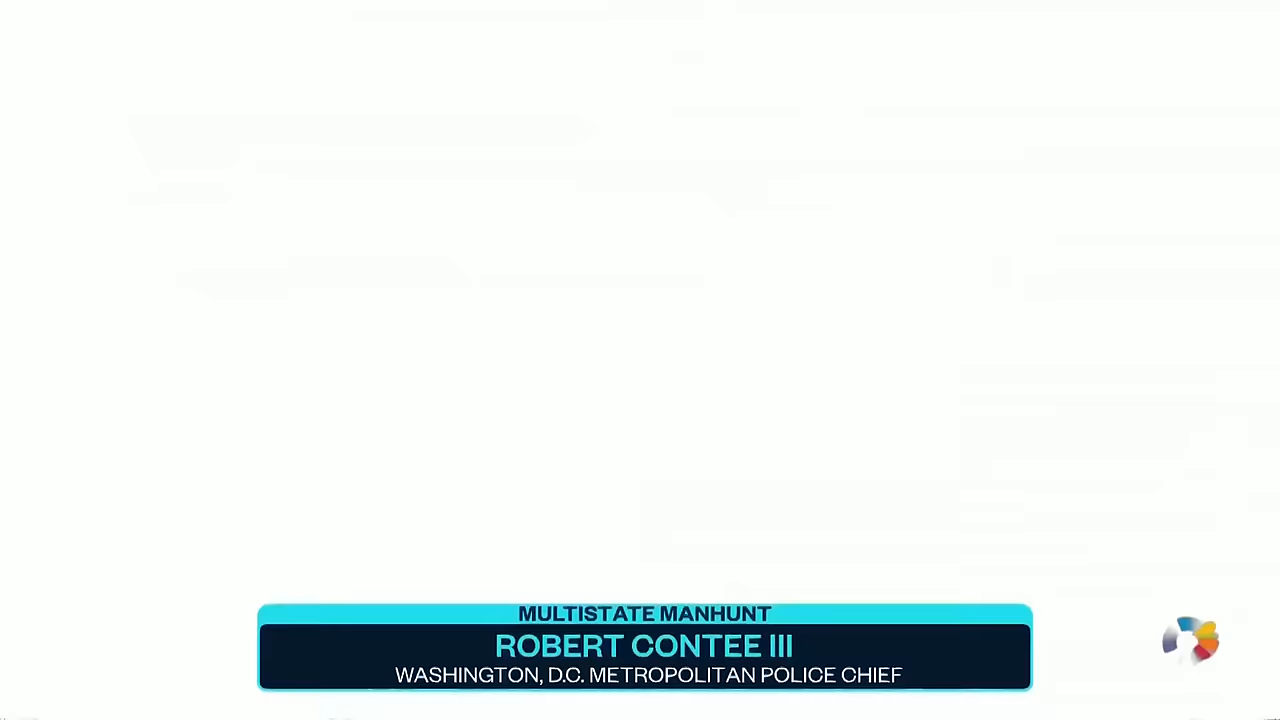 MULTISTATE MANHUNT
ROBERT CONTEE III
WASHINGTON, D.C. METROPOLITAN POLICE CHIEF